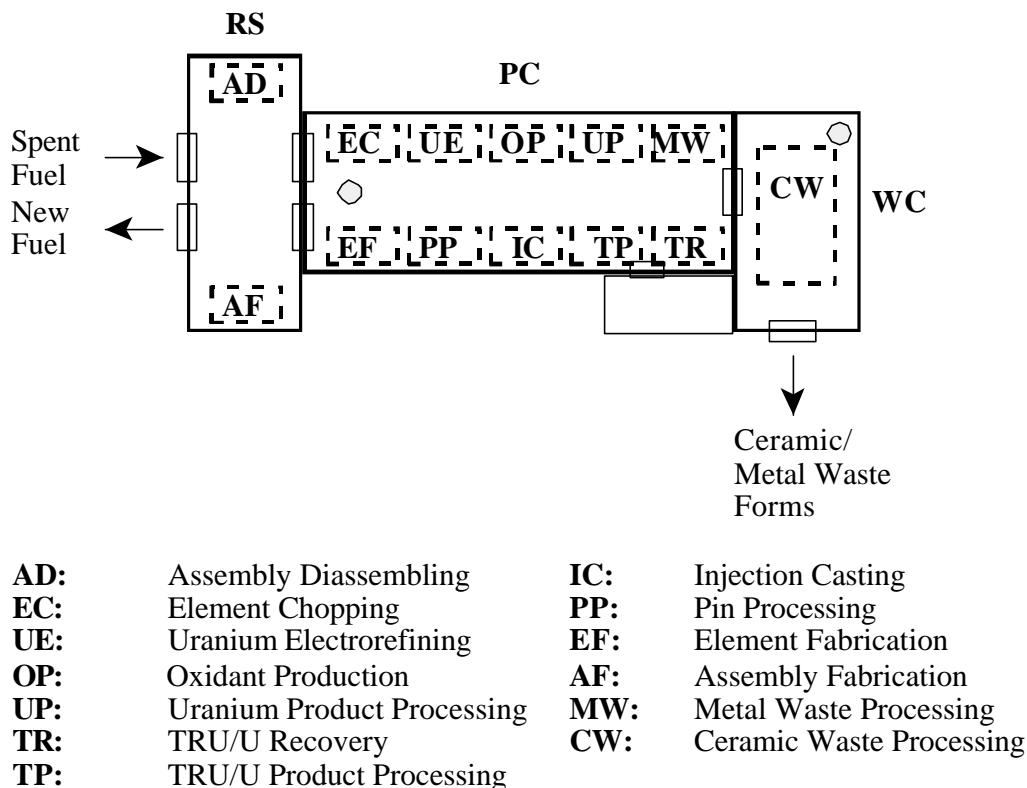 RS
PC
AD
Spent
Fuel
New
Fuel
EC UE OP UP MW
CW
WC
EF PP IC TP TR
AF
Ceramic/
Metal Waste
Forms
AD: Assembly Diassembling
EC: Element Chopping
UE: Uranium Electrorefining
OP: Oxidant Production
UP: Uranium Product Processing
TR: TRU/U Recovery
TP: TRU/U Product Processing
IC: Injection Casting
PP: Pin Processing
EF: Element Fabrication
AF: Assembly Fabrication
MW: Metal Waste Processing
CW: Ceramic Waste Processing